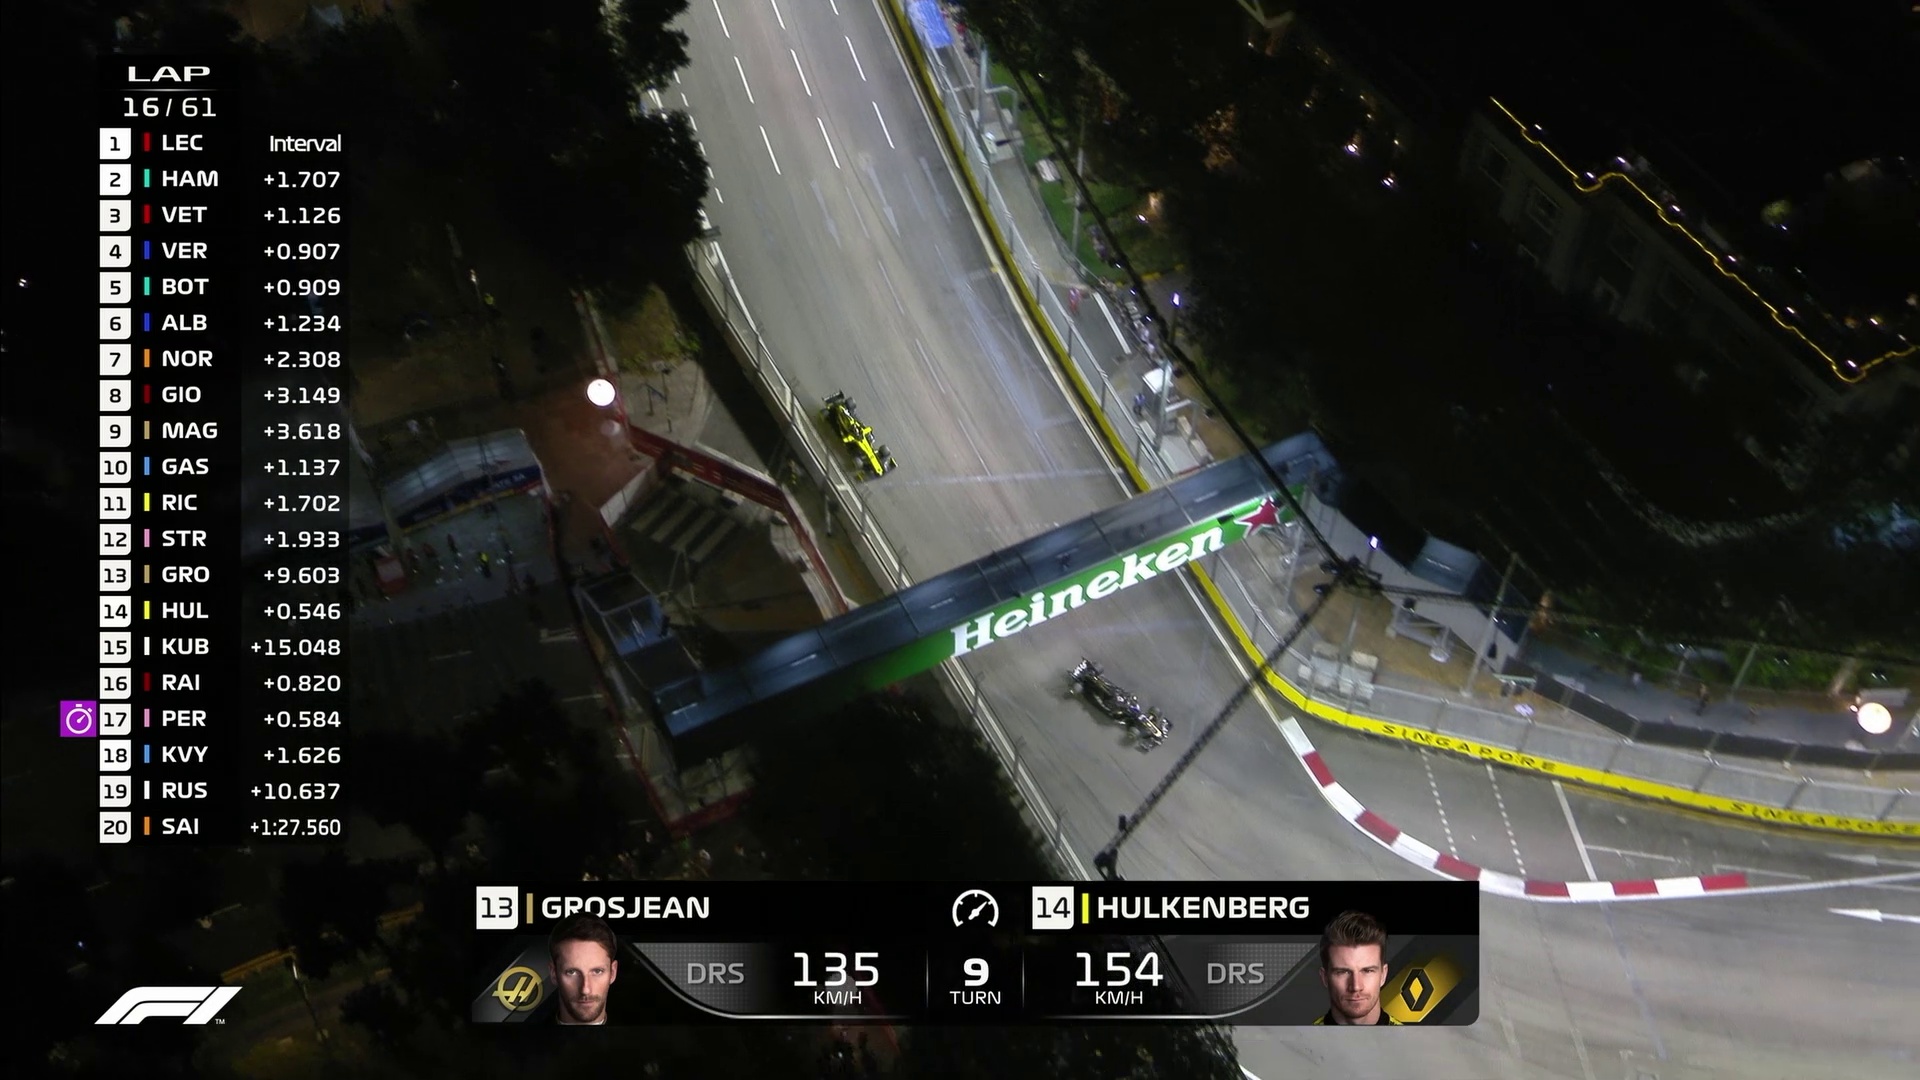 LAP
16/61
1 LEC Interval
2 HAM +1.707
3 VET +1.126
4 VER +0.907
5 BOT +0.909
6 ALB +1.234
7 NOR +2.308
8 GIO +3.149
9 MAG +3.618
10 GAS +1.137
11 RIC +1.702
12 STR +1.933
13 GRO +9.603
14 HUL +0.546
15 KUB +15.048
16 RAI +0.820
17 PER +0.584
18 KVY +1.626
19 RUS +10.637
20 SAI +1:27.560
Heineken
SINGAPORE
SINGAPORE
13 GROSJEAN 14 HULKENBERG
DRS 135 KM/H 9 TURN 154 KM/H DRS
F1 TM